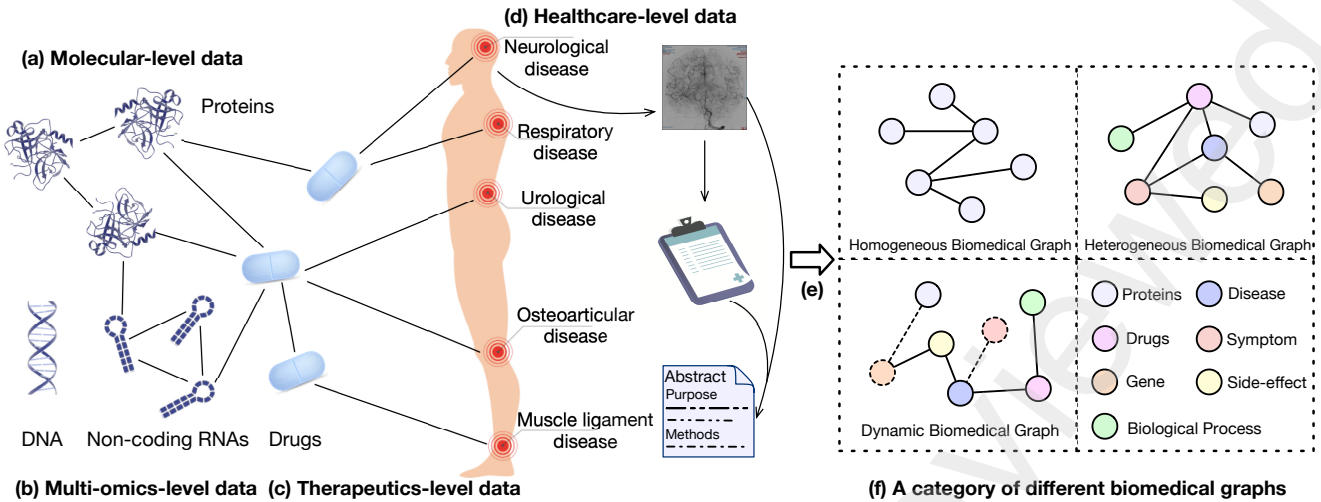 (d) Healthcare-level data
(a) Molecular-level data
Proteins
Neurological
disease
Respiratory
disease
Urological
disease
Osteoarticular
disease
Muscle ligament
disease
DNA
Non-coding RNAs
Drugs
(b) Multi-omics-level data
(c) Therapeutics-level data
Abstract
Purpose
Methods
(e)
Homogeneous Biomedical Graph
Heterogeneous Biomedical Graph
Dynamic Biomedical Graph
Proteins
Disease
Drugs
Symptom
Gene
Side-effect
Biological Process
(f) A category of different biomedical graphs